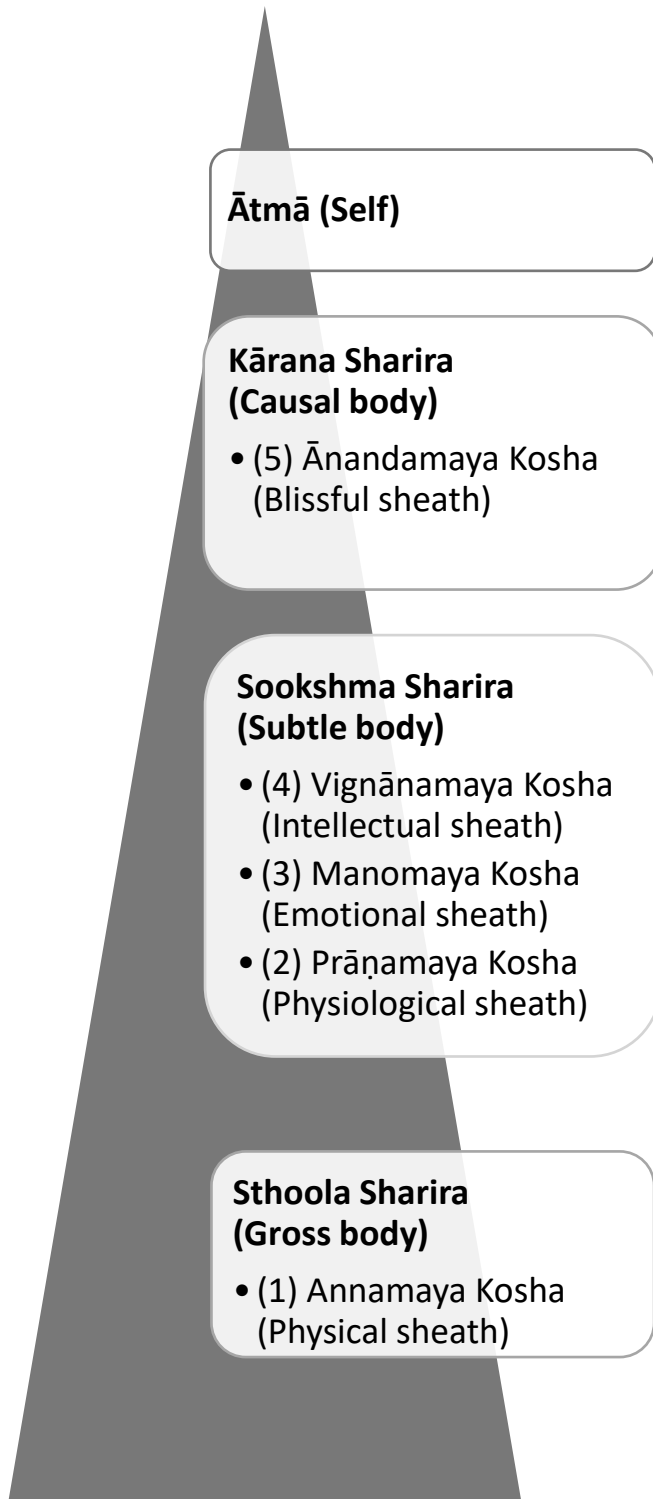 Ātmā (Self)
Kārana Sharira
(Causal body)
• (5) Ānandamaya Kosha
(Blissful sheath)
Sookshma Sharira
(Subtle body)
• (4) Vignānamaya Kosha
(Intellectual sheath)
• (3) Manomaya Kosha
(Emotional sheath)
• (2) Prāṇamaya Kosha
(Physiological sheath)
Sthoola Sharira
(Gross body)
• (1) Annamaya Kosha
(Physical sheath)